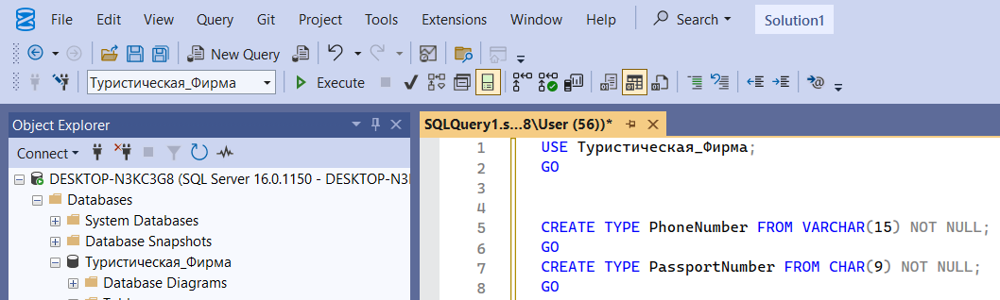 File Edit View Query Git Project Tools Extensions Window Help Search Solution1
New Query
Туристическая_Фирма Execute
Object Explorer
Connect
DESKTOP-N3KC3G8 (SQL Server 16.0.1150 - DESKTOP-N3
Databases
System Databases
Database Snapshots
Туристическая_Фирма
Database Diagrams
SQLQuery1.s...8\User (56))*
1 USE Туристическая_Фирма;
2 GO
3
4
5 CREATE TYPE PhoneNumber FROM VARCHAR(15) NOT NULL;
6 GO
7 CREATE TYPE PassportNumber FROM CHAR(9) NOT NULL;
8 GO